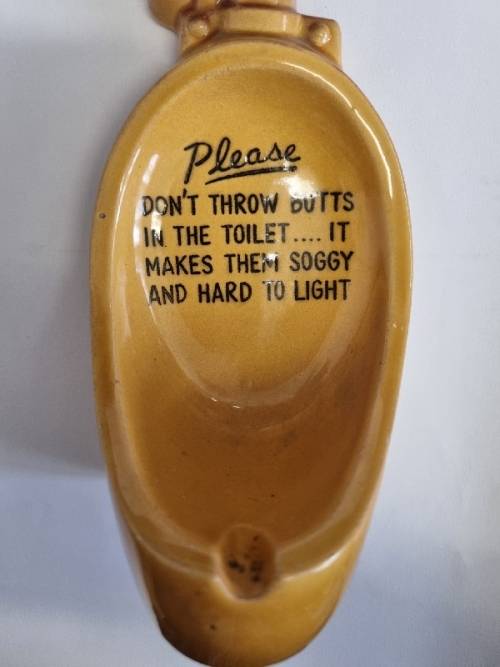 Please
DON'T THROW BUTTS
IN THE TOILET.... IT
MAKES THEM SOGGY
AND HARD TO LIGHT